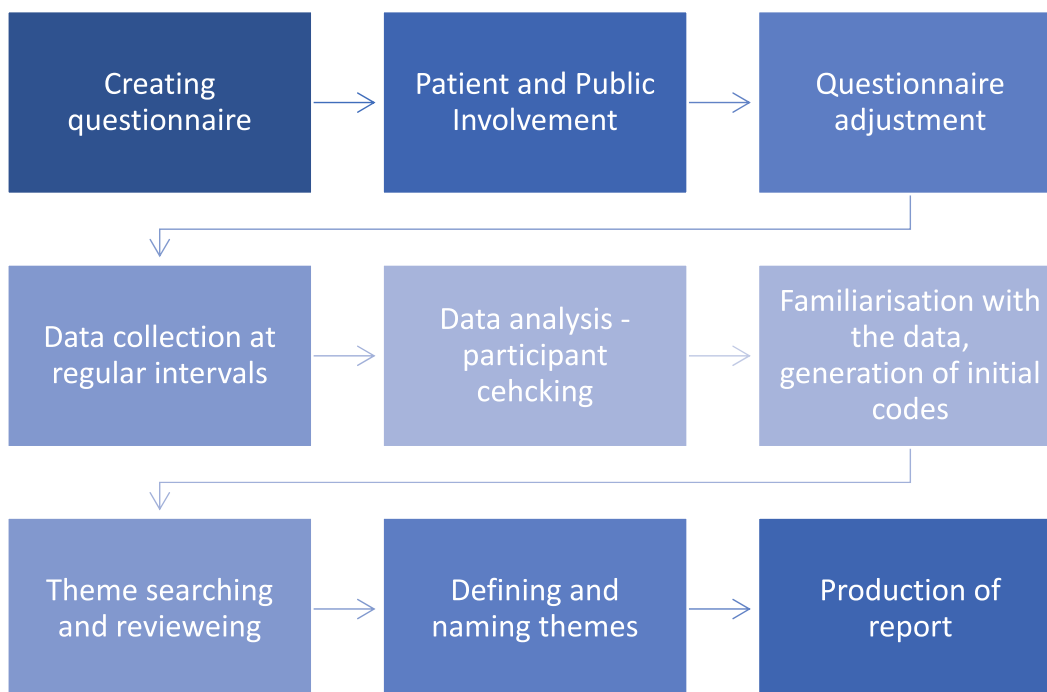 Creating
questionnaire
Patient and Public
Involvement
Questionnaire
adjustment
Data collection at
regular intervals
Data analysis -
participant
cehcking
Familiarisation with
the data,
generation of initial
codes
Theme searching
and revieweing
Defining and
naming themes
Production of
report